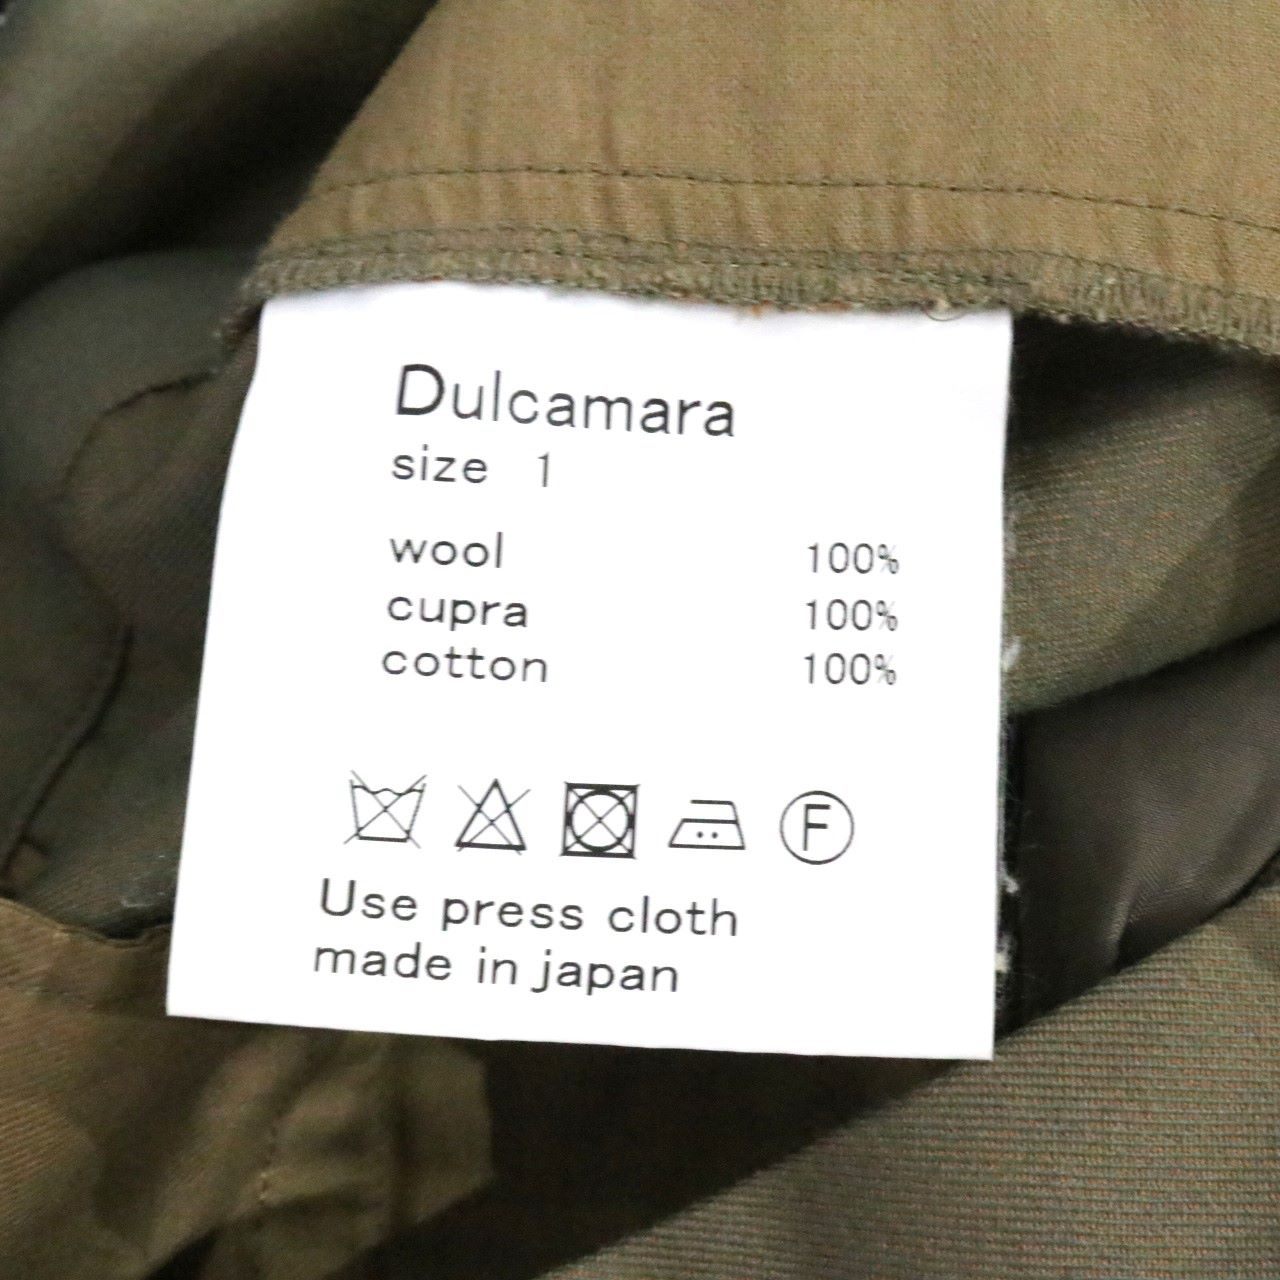 Dulcamara
size 1
wool 100%
cupra 100%
cotton 100%
F
Use press cloth
made in japan